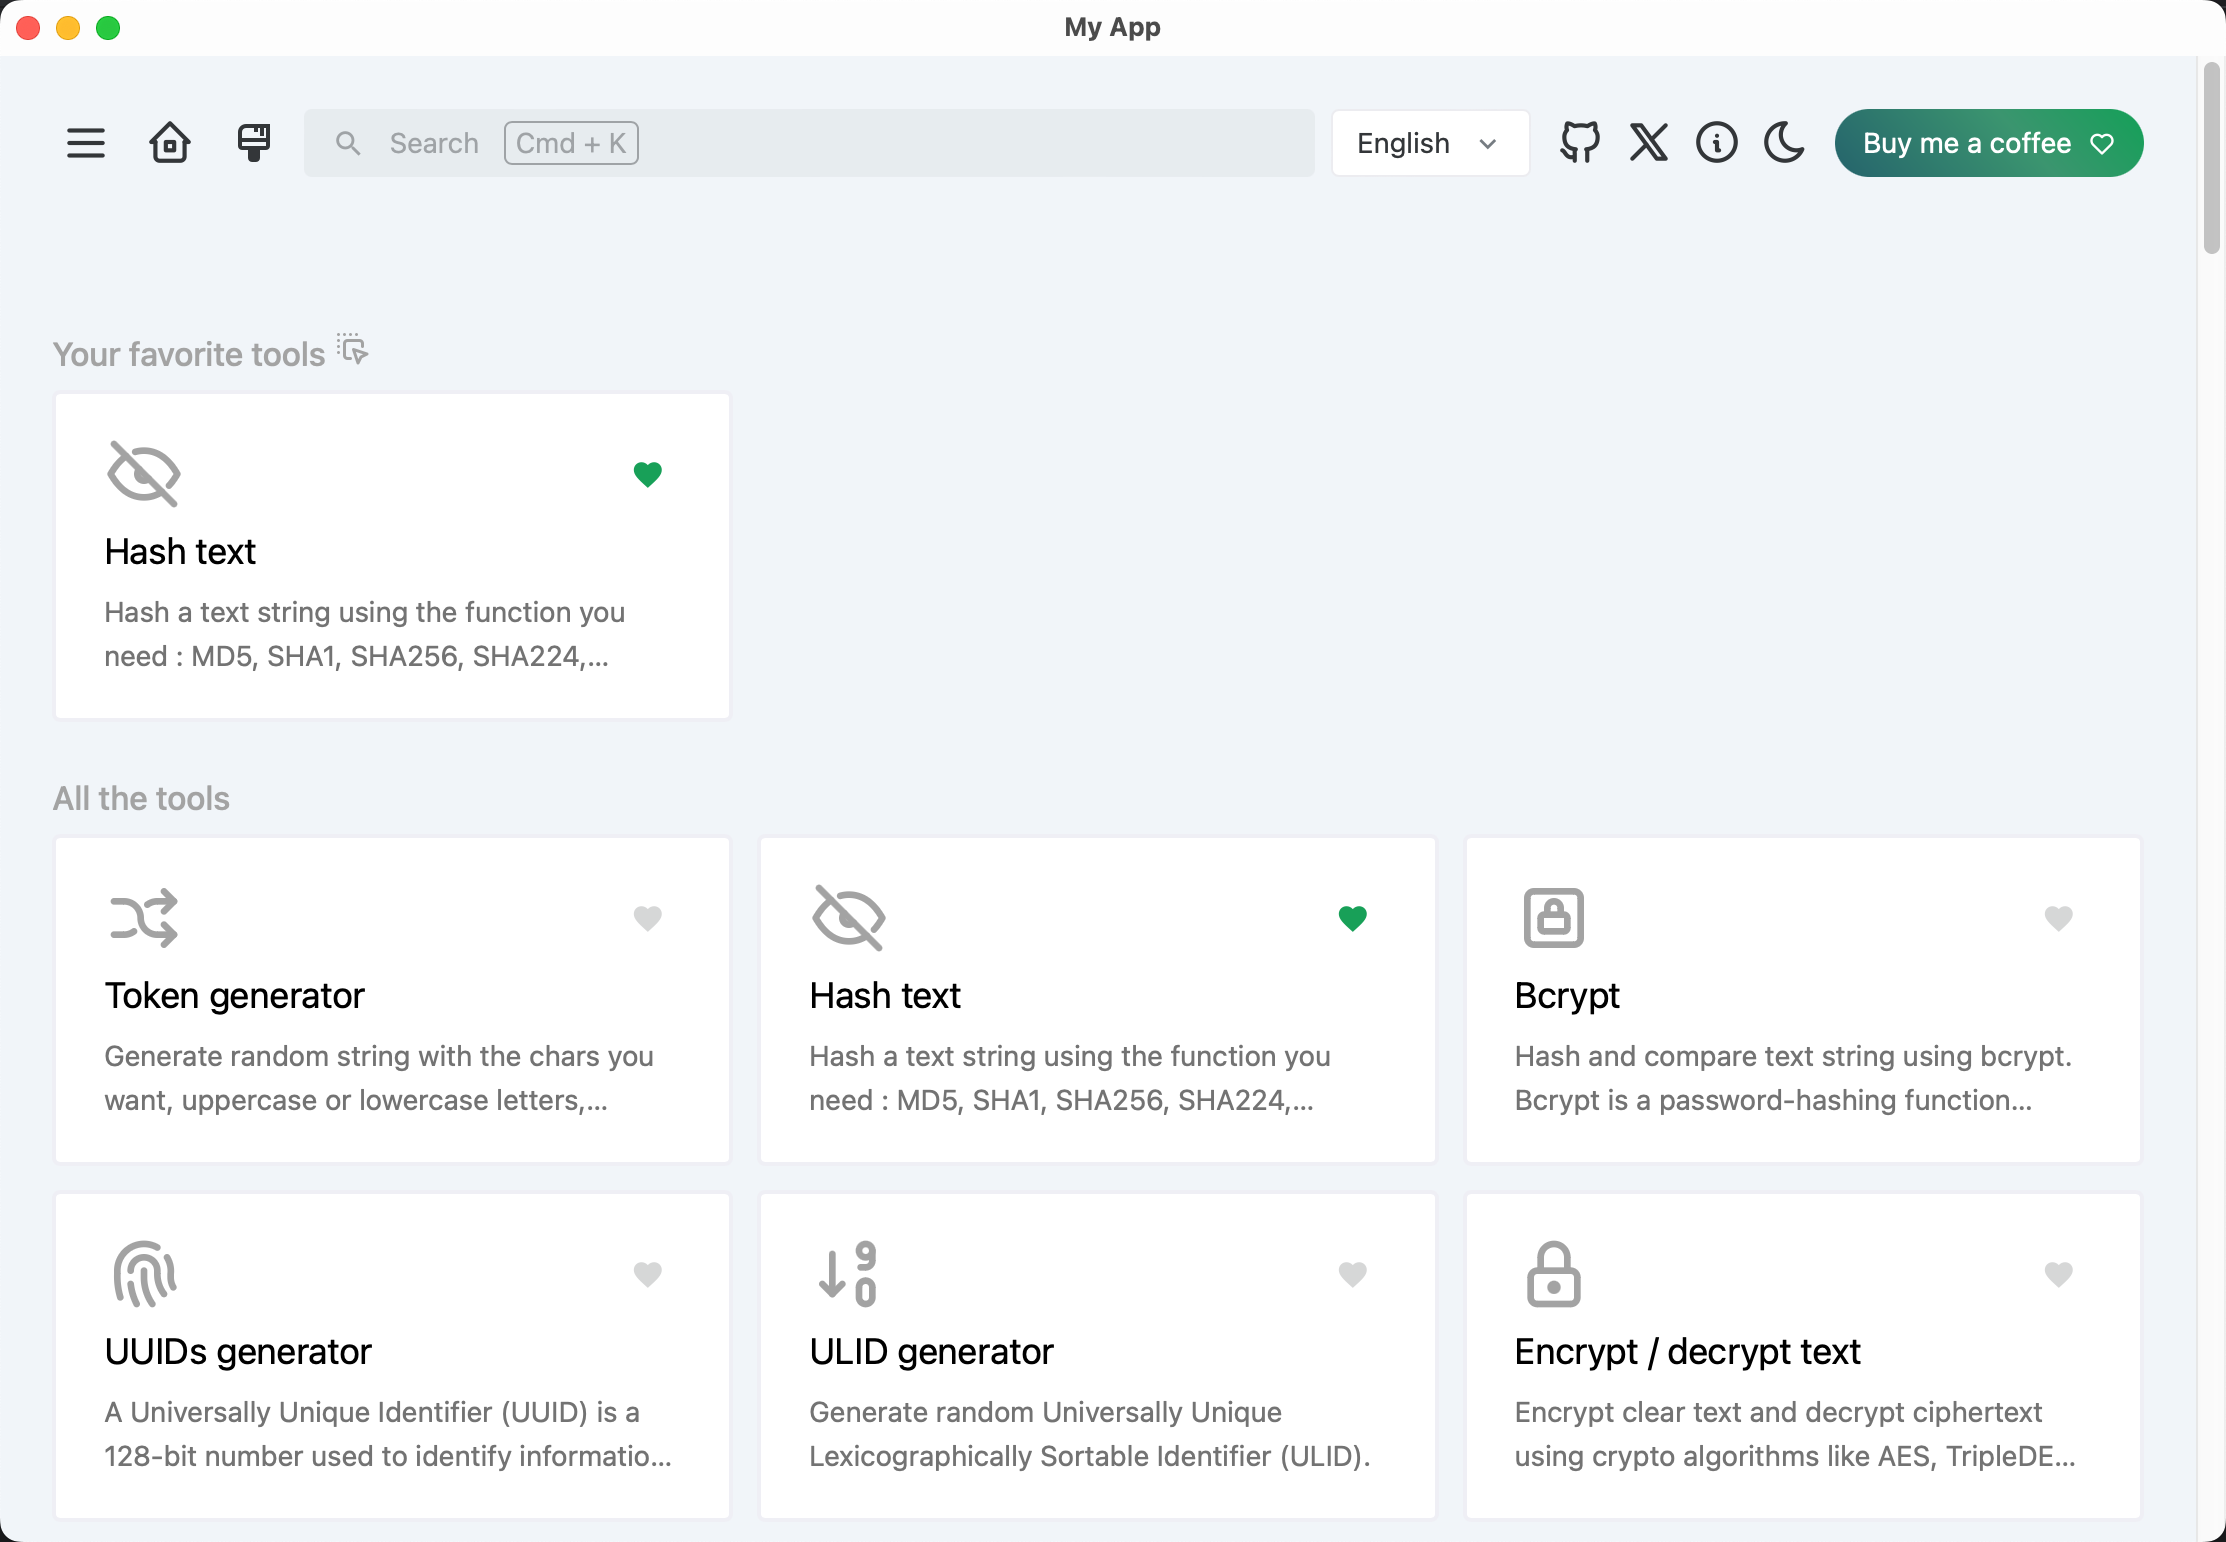 My App
Search Cmd + K
English
Buy me a coffee
Your favorite tools
Hash text
Hash a text string using the function you
need : MD5, SHA1, SHA256, SHA224,...
All the tools
Token generator
Generate random string with the chars you
want, uppercase or lowercase letters,...
Hash text
Hash a text string using the function you
need : MD5, SHA1, SHA256, SHA224,...
Bcrypt
Hash and compare text string using bcrypt.
Bcrypt is a password-hashing function...
UUIDs generator
A Universally Unique Identifier (UUID) is a
128-bit number used to identify informatio...
ULID generator
Generate random Universally Unique
Lexicographically Sortable Identifier (ULID).
Encrypt / decrypt text
Encrypt clear text and decrypt ciphertext
using crypto algorithms like AES, TripleDE...